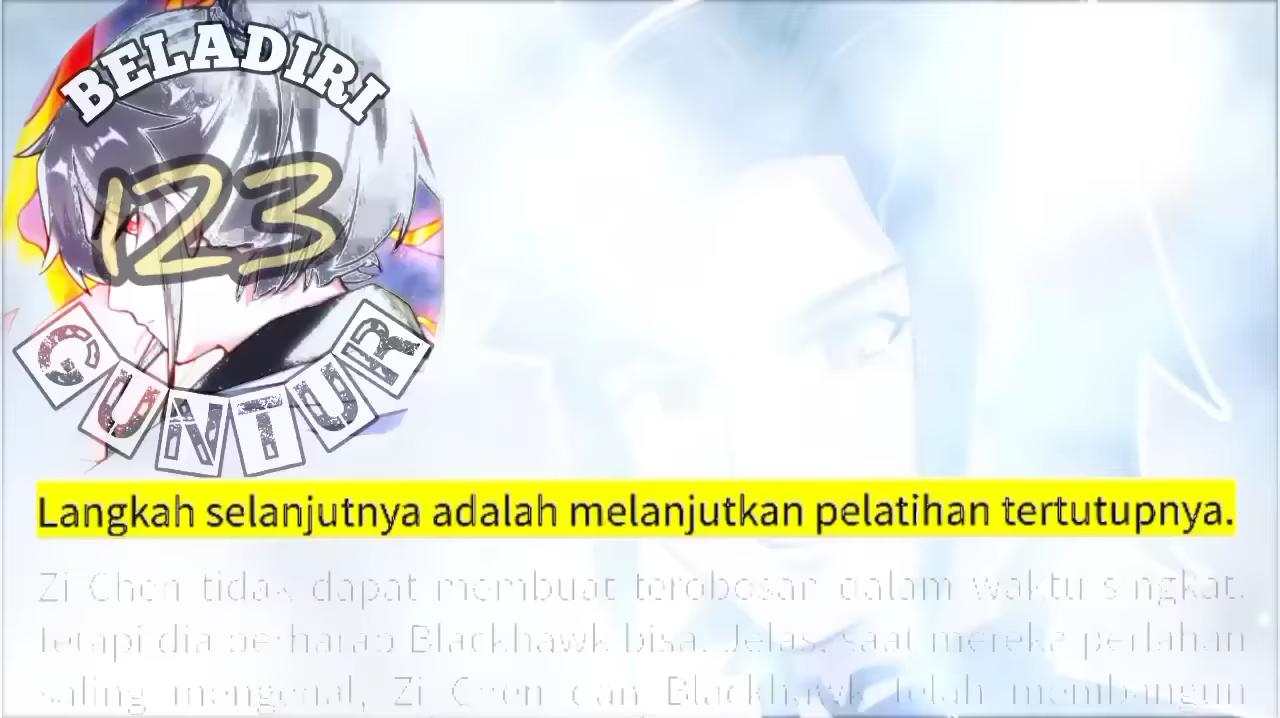 BELADIRI
123
GUNTUR
Langkah selanjutnya adalah melanjutkan pelatihan tertutupnya.
Zi Chen tidak dapat membuat terobosan dalam waktu singkat.
Tetapi dia berharap Blackhawk bisa. Jelas, saat mereka perlahan
saling mengenal, Zi Chen dan Blackhawk telah membangun